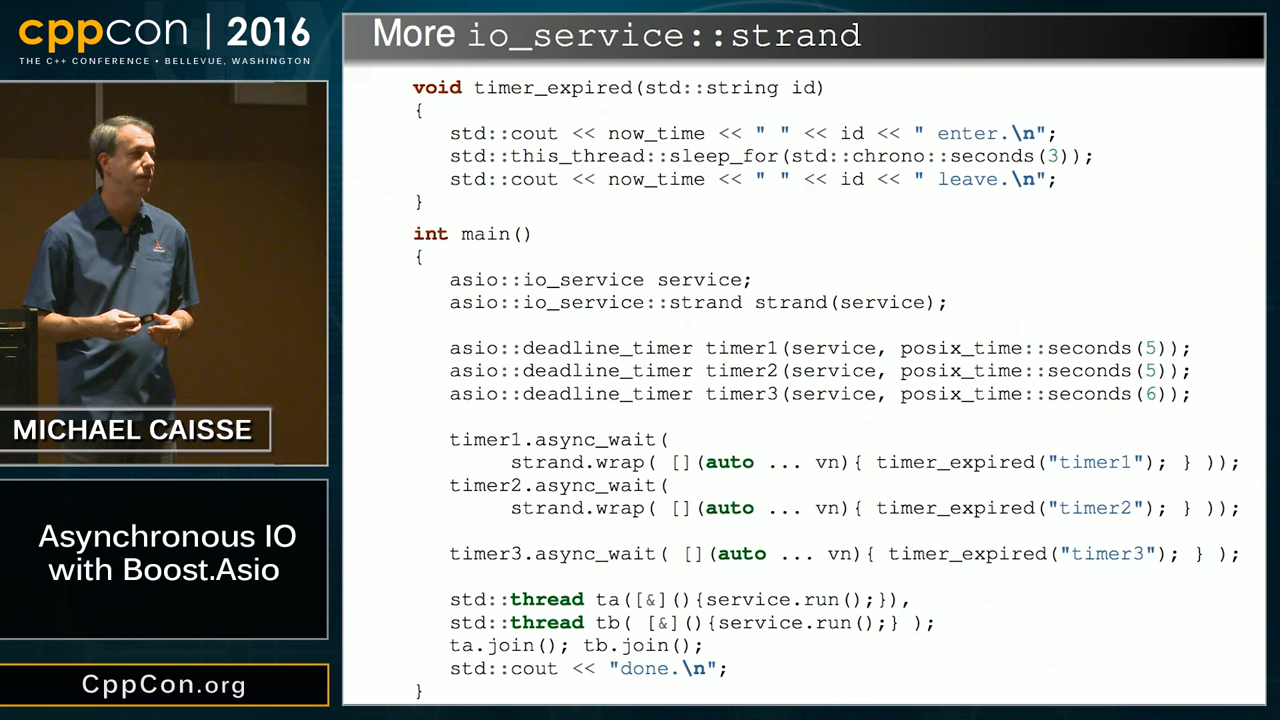 cppcon | 2016
THE C++ CONFERENCE • BELLEVUE, WASHINGTON
MICHAEL CAISSE
Asynchronous IO
with Boost.Asio
CppCon.org
More io_service::strand
void timer_expired(std::string id)
{
std::cout << now_time << " " << id << " enter.\n";
std::this_thread::sleep_for(std::chrono::seconds(3));
std::cout << now_time << " " << id << " leave.\n";
}
int main()
{
asio::io_service service;
asio::io_service::strand strand(service);
asio::deadline_timer timer1(service, posix_time::seconds(5));
asio::deadline_timer timer2(service, posix_time::seconds(5));
asio::deadline_timer timer3(service, posix_time::seconds(6));
timer1.async_wait(
strand.wrap( [](auto ... vn){ timer_expired("timer1"); } ));
timer2.async_wait(
strand.wrap( [](auto ... vn){ timer_expired("timer2"); } ));
timer3.async_wait( [](auto ... vn){ timer_expired("timer3"); } );
std::thread ta([&](){service.run();}),
std::thread tb( [&](){service.run();} );
ta.join(); tb.join();
std::cout << "done.\n";
}